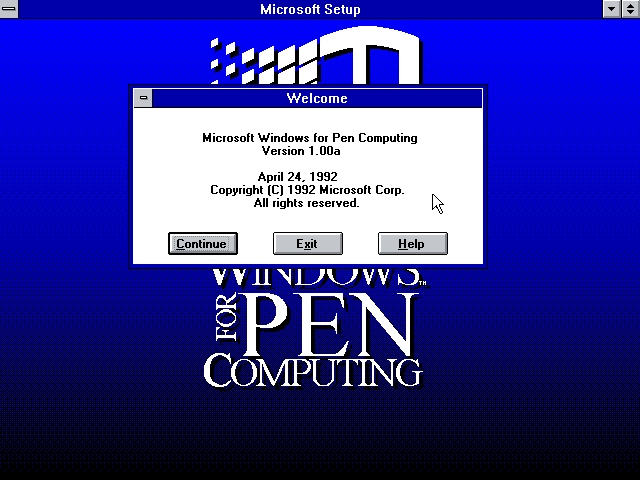 Microsoft Setup
Welcome
Microsoft Windows for Pen Computing
Version 1.00a
April 24, 1992
Copyright (C) 1992 Microsoft Corp.
All rights reserved.
Continue
Exit
Help
WINDOWS™
FOR PEN
COMPUTING